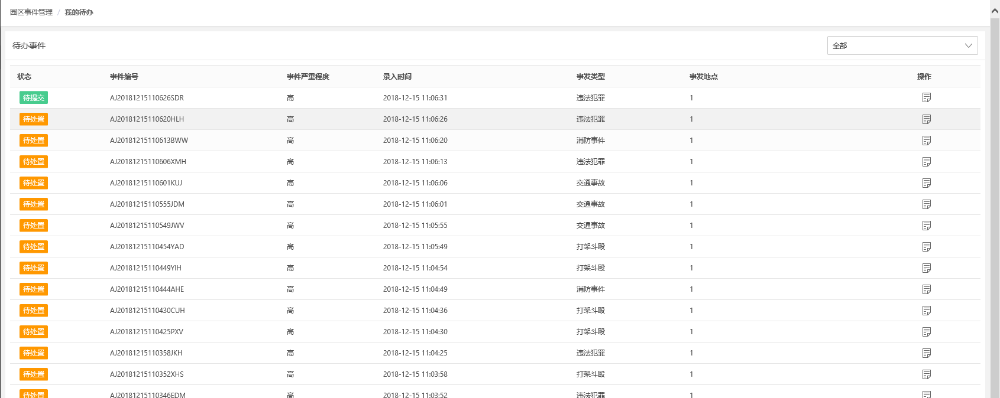 园区事件管理 / 我的待办
待办事件 全部
状态 事件编号 事件严重程度 录入时间 事发类型 事发地点 操作
待提交 AJ20181215110626SDR 高 2018-12-15 11:06:31 违法犯罪 1
待处置 AJ20181215110620HLH 高 2018-12-15 11:06:26 违法犯罪 1
待处置 AJ20181215110613BWW 高 2018-12-15 11:06:20 消防事件 1
待处置 AJ20181215110606XMH 高 2018-12-15 11:06:13 违法犯罪 1
待处置 AJ20181215110601KUJ 高 2018-12-15 11:06:06 交通事故 1
待处置 AJ20181215110555JDM 高 2018-12-15 11:06:01 交通事故 1
待处置 AJ20181215110549JWV 高 2018-12-15 11:05:55 交通事故 1
待处置 AJ20181215110454YAD 高 2018-12-15 11:05:49 打架斗殴 1
待处置 AJ20181215110449YIH 高 2018-12-15 11:04:54 打架斗殴 1
待处置 AJ20181215110444AHE 高 2018-12-15 11:04:49 消防事件 1
待处置 AJ20181215110430CUH 高 2018-12-15 11:04:36 打架斗殴 1
待处置 AJ20181215110425PXV 高 2018-12-15 11:04:30 打架斗殴 1
待处置 AJ20181215110358JKH 高 2018-12-15 11:04:25 违法犯罪 1
待处置 AJ20181215110352XHS 高 2018-12-15 11:03:58 打架斗殴 1
待处置 AJ20181215110346EDM 高 2018-12-15 11:03:52 违法犯罪 1